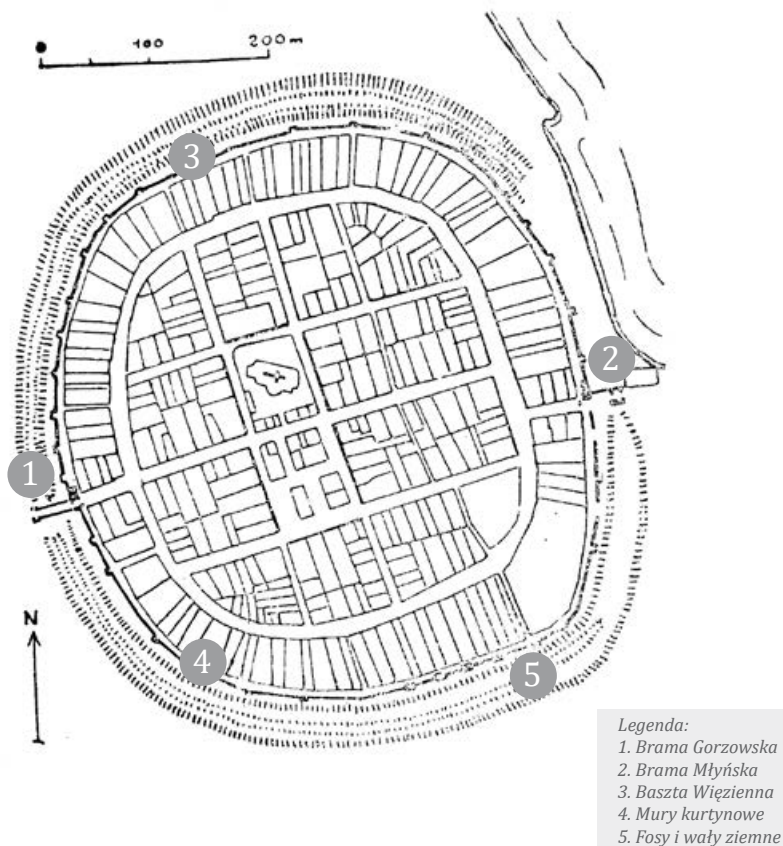 100 200 m
3
2
1
N
4
5
Legenda:
1. Brama Gorzowska
2. Brama Młyńska
3. Baszta Więzienna
4. Mury kurtynowe
5. Fosy i wały ziemne